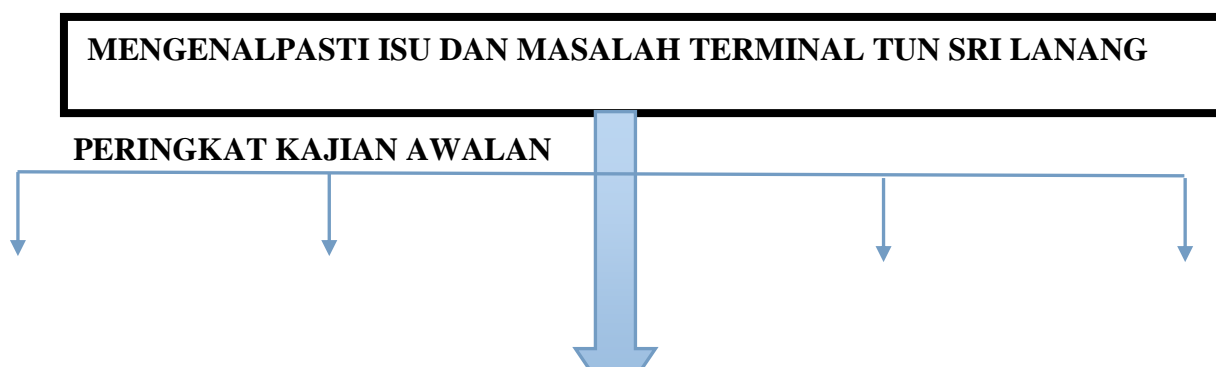 MENGENALPASTI ISU DAN MASALAH TERMINAL TUN SRI LANANG
PERINGKAT KAJIAN AWALAN